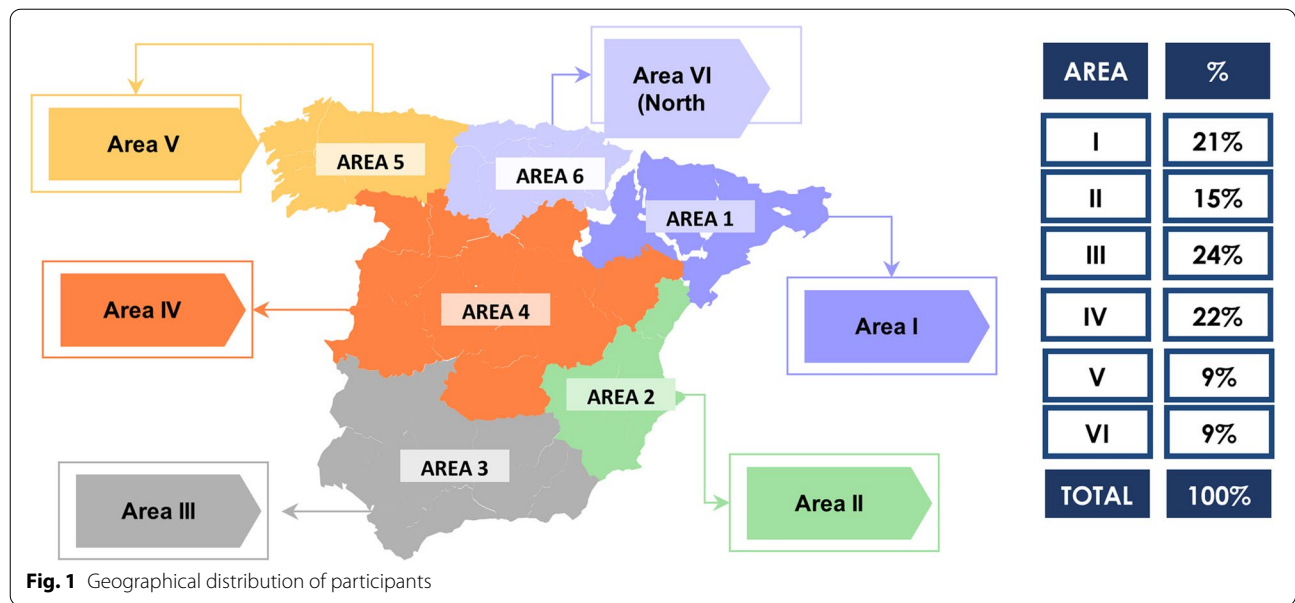 Area VI
(North
Area V
AREA 5
AREA 6
AREA 1
Area IV
AREA 4
Area I
AREA 2
AREA 3
Area III
Area II
AREA %
I 21%
II 15%
III 24%
IV 22%
V 9%
VI 9%
TOTAL 100%
Fig. 1 Geographical distribution of participants